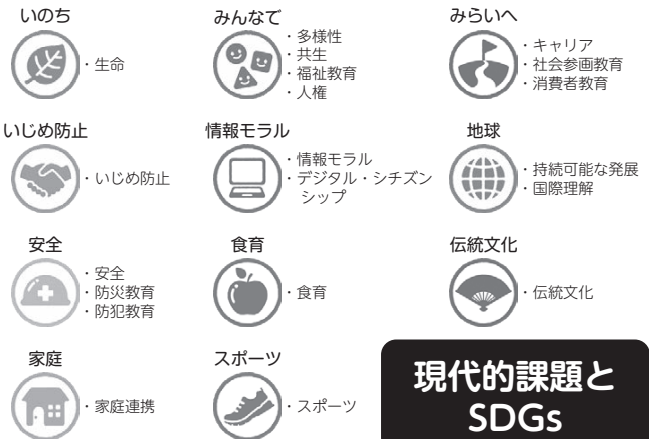 いのち
・生命
みんなで
・多様性
・共生
・福祉教育
・人権
みらいへ
・キャリア
・社会参画教育
・消費者教育
いじめ防止
・いじめ防止
情報モラル
・情報モラル
・デジタル・シチズン
シップ
地球
・持続可能な発展
・国際理解
安全
・安全
・防災教育
・防犯教育
食育
・食育
伝統文化
・伝統文化
家庭
・家庭連携
スポーツ
・スポーツ
現代的課題と
SDGs